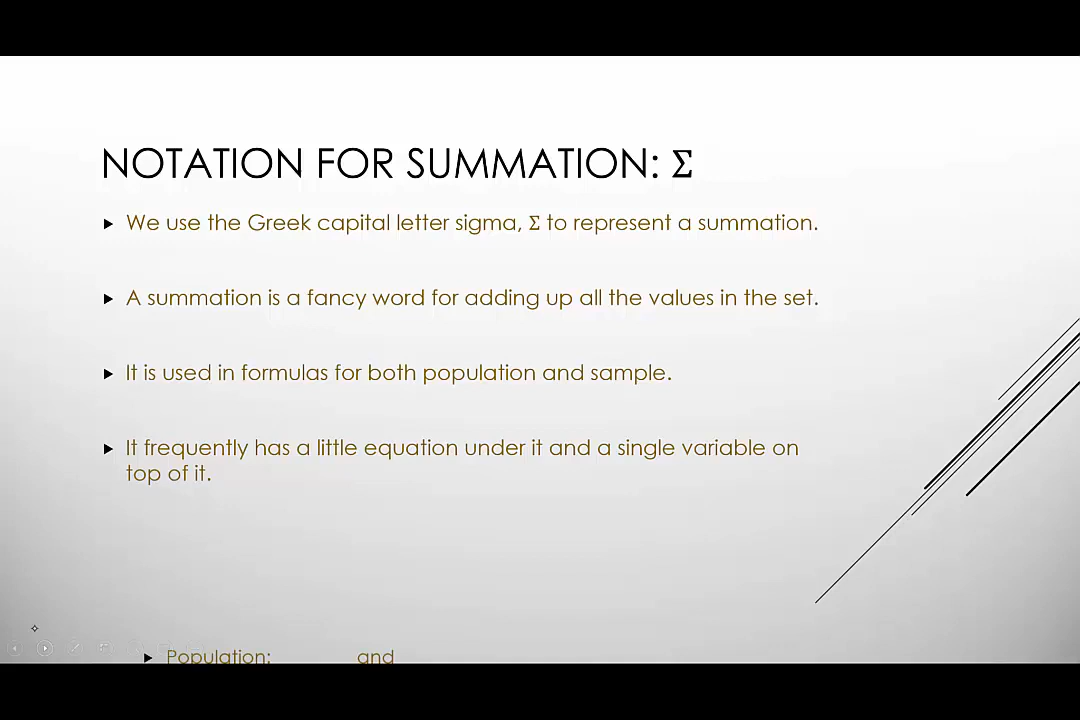 NOTATION FOR SUMMATION: Σ
We use the Greek capital letter sigma, Σ to represent a summation.
A summation is a fancy word for adding up all the values in the set.
It is used in formulas for both population and sample.
It frequently has a little equation under it and a single variable on
top of it.
Population: and